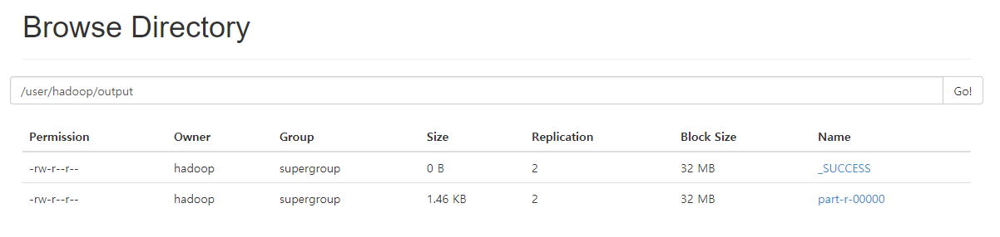 Browse Directory
/user/hadoop/output Go!
Permission Owner Group Size Replication Block Size Name
-rw-r--r-- hadoop supergroup 0 B 2 32 MB _SUCCESS
-rw-r--r-- hadoop supergroup 1.46 KB 2 32 MB part-r-00000